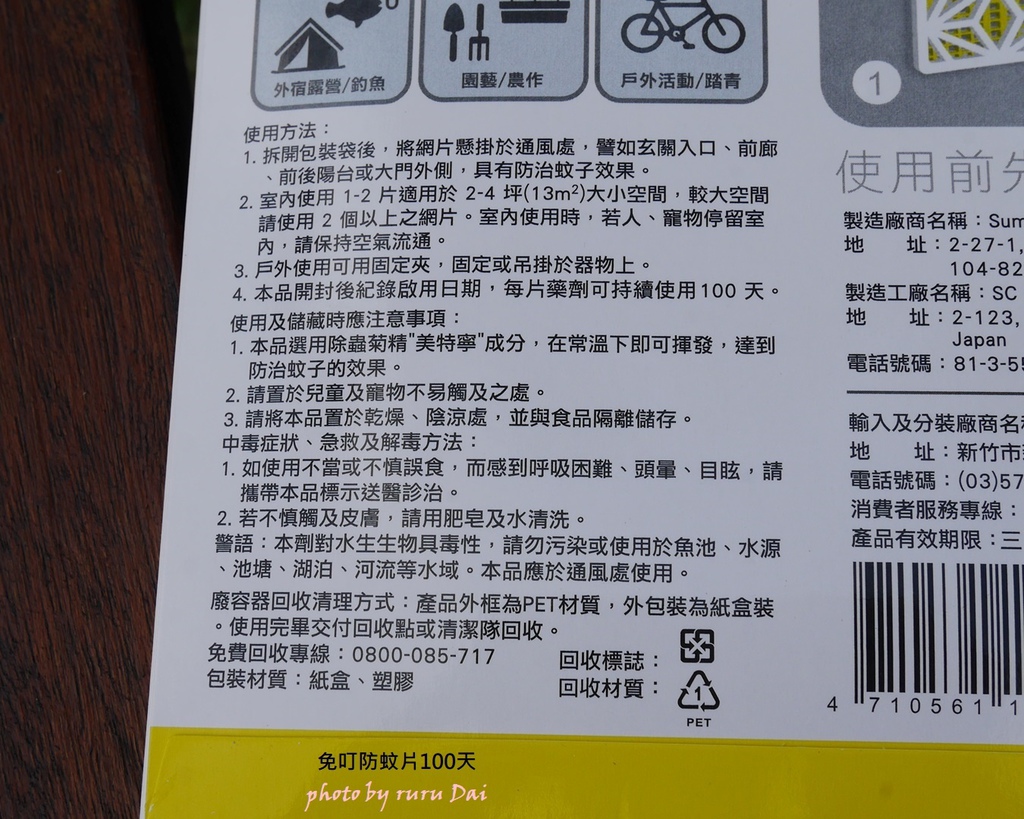 外宿露營/釣魚
園藝/農作
戶外活動/踏青
使用方法：
1. 拆開包裝袋後，將網片懸掛於通風處，譬如玄關入口、前廊
、前後陽台或大門外側，具有防治蚊子效果。
2. 室內使用 1-2 片適用於 2-4 坪(13m²)大小空間，較大空間
請使用 2 個以上之網片。室內使用時，若人、寵物停留室
內，請保持空氣流通。
3. 戶外使用可用固定夾，固定或吊掛於器物上。
4. 本品開封後紀錄啟用日期，每片藥劑可持續使用100 天。
使用及儲藏時應注意事項：
1. 本品選用除蟲菊精"美特寧"成分，在常溫下即可揮發，達到
防治蚊子的效果。
2. 請置於兒童及寵物不易觸及之處。
3. 請將本品置於乾燥、陰涼處，並與食品隔離儲存。
中毒症狀、急救及解毒方法：
1. 如使用不當或不慎誤食，而感到呼吸困難、頭暈、目眩，請
攜帶本品標示送醫診治。
2. 若不慎觸及皮膚，請用肥皂及水清洗。
警語：本劑對水生生物具毒性，請勿污染或使用於魚池、水源
、池塘、湖泊、河流等水域。本品應於通風處使用。
廢容器回收清理方式：產品外框為PET材質，外包裝為紙盒裝
。使用完畢交付回收點或清潔隊回收。
免費回收專線：0800-085-717
包裝材質：紙盒、塑膠
回收標誌：
回收材質：
1
PET
1
使用前先
製造廠商名稱：Sum
地 址：2-27-1,
104-82
製造工廠名稱：SC
地 址：2-123,
Japan
電話號碼：81-3-55
輸入及分裝廠商名稱
地 址：新竹市
電話號碼：(03)57
消費者服務專線：
產品有效期限：三
4 710561 1
免叮防蚊片100天
photo by ruru Dai